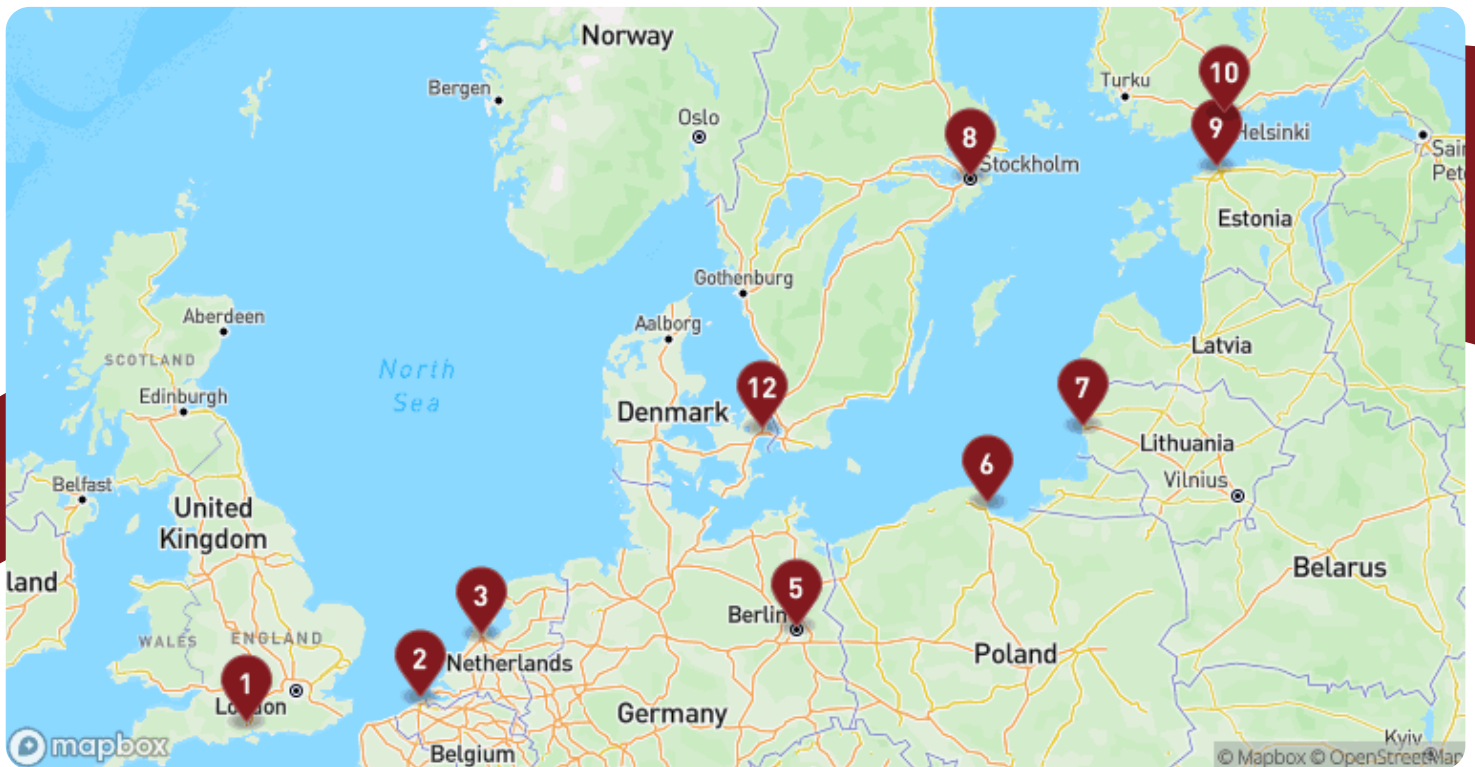 Norway
10
Turku
Bergen
Oslo
9
Helsinki
8
Sain
Pete
Stockholm
Estonia
Gothenburg
Aberdeen
Aalborg
Latvia
SCOTLAND
North
Sea
12
7
Edinburgh
Denmark
Lithuania
6
Vilnius
Belfast
United
Kingdom
land
Belarus
5
3
Berlin
WALES
ENGLAND
2
Netherlands
Poland
1
London
Germany
Kyiv
mapbox
Belgium
© Mapbox © OpenStreetMap